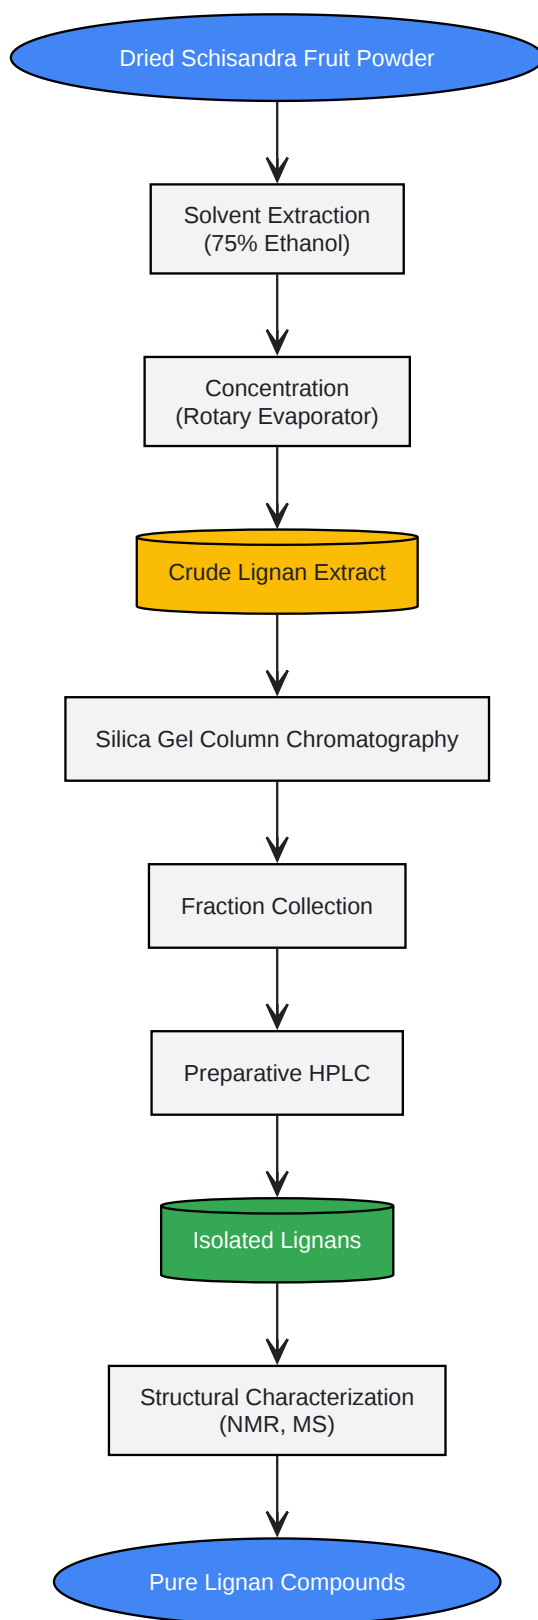 Dried Schisandra Fruit Powder
Solvent Extraction
(75% Ethanol)
Concentration
(Rotary Evaporator)
Crude Lignan Extract
Silica Gel Column Chromatography
Fraction Collection
Preparative HPLC
Isolated Lignans
Structural Characterization
(NMR, MS)
Pure Lignan Compounds